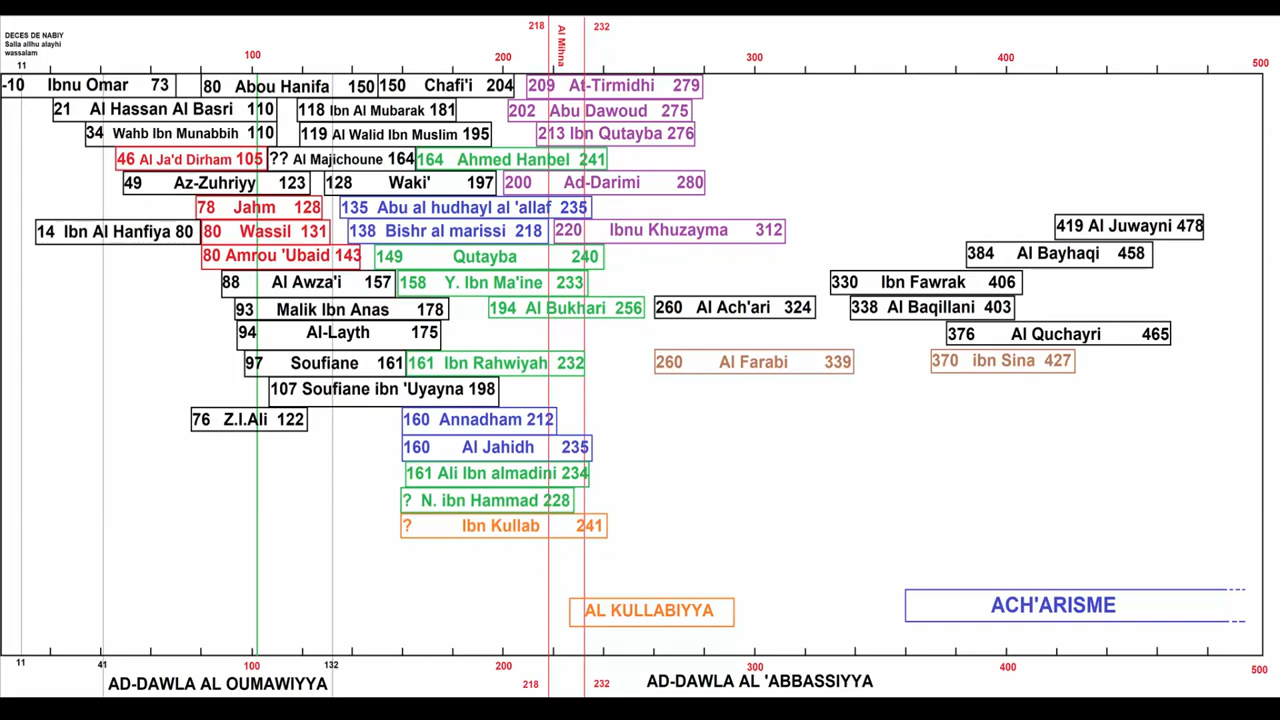 DECES DE NABIY
Salla allhu alayhi
wassalam
11
218
Al Mihna
232
100
200
300
400
500
-10 Ibnu Omar 73
80 Abou Hanifa 150
150 Chafi'i 204
209 At-Tirmidhi 279
21 Al Hassan Al Basri 110
118 Ibn Al Mubarak 181
202 Abu Dawoud 275
34 Wahb Ibn Munabbih 110
119 Al Walid Ibn Muslim 195
213 Ibn Qutayba 276
46 Al Ja'd Dirham 105
?? Al Majichoune 164
164 Ahmed Hanbel 241
49 Az-Zuhriyy 123
128 Waki' 197
200 Ad-Darimi 280
78 Jahm 128
135 Abu al hudhayl al 'allaf 235
14 Ibn Al Hanfiya 80
80 Wassil 131
138 Bishr al marissi 218
220 Ibnu Khuzayma 312
419 Al Juwayni 478
80 Amrou 'Ubaid 143
149 Qutayba 240
384 Al Bayhaqi 458
88 Al Awza'i 157
158 Y. Ibn Ma'ine 233
330 Ibn Fawrak 406
93 Malik Ibn Anas 178
194 Al Bukhari 256
260 Al Ach'ari 324
338 Al Baqillani 403
94 Al-Layth 175
376 Al Quchayri 465
97 Soufiane 161
161 Ibn Rahwiyah 232
260 Al Farabi 339
370 ibn Sina 427
107 Soufiane ibn 'Uyayna 198
76 Z.I.Ali 122
160 Annadham 212
160 Al Jahidh 235
161 Ali Ibn almadini 234
? N. ibn Hammad 228
? Ibn Kullab 241
AL KULLABIYYA
ACH'ARISME
11
41
100
132
200
300
400
500
AD-DAWLA AL OUMAWIYYA
218
232
AD-DAWLA AL 'ABBASSIYYA